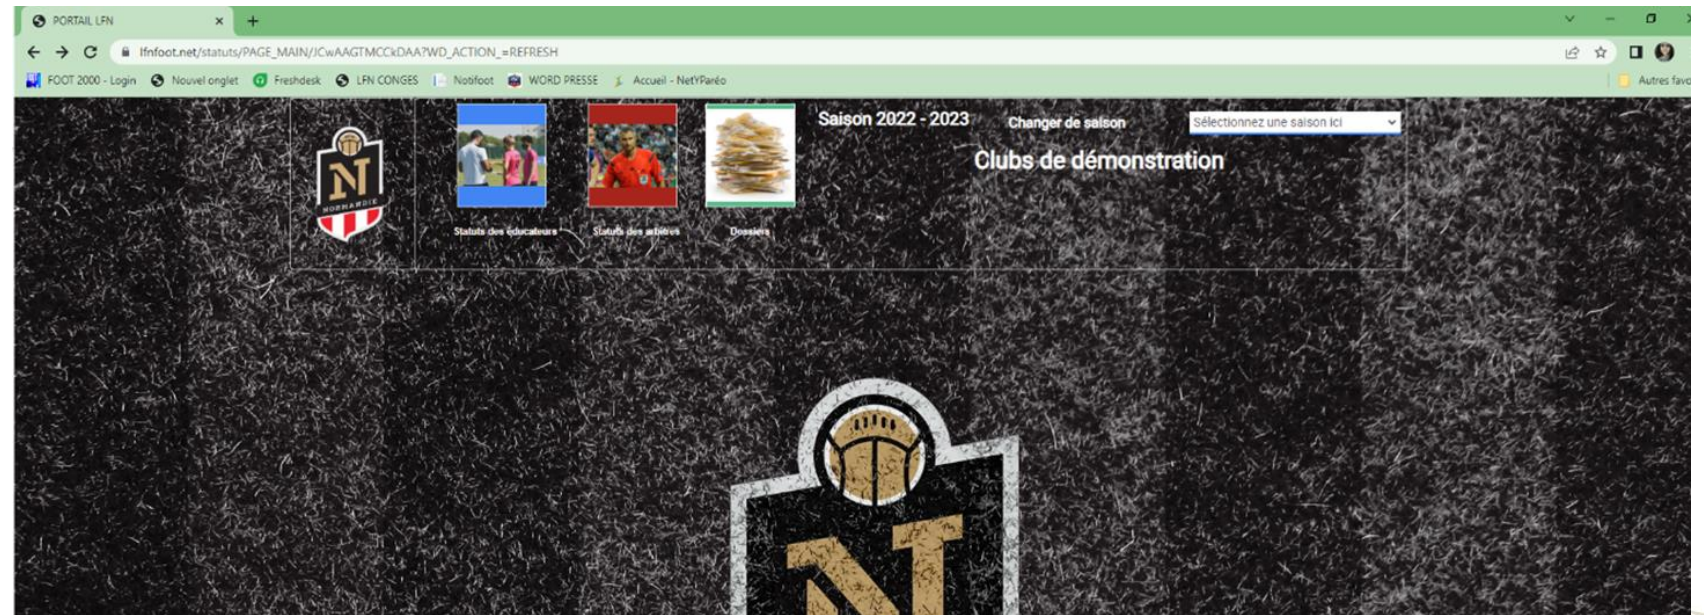 PORTAIL LFN
lfnfoot.net/statuts/PAGE_MAIN/JCwAAGTMCCkDAA?WD_ACTION_=REFRESH
FOOT 2000 - Login Nouvel onglet Freshdesk LFN CONGES Notifoot WORD PRESSE Accueil - NetYParéo Autres favo
Saison 2022 - 2023 Changer de saison Sélectionnez une saison ici
Clubs de démonstration
N
NORMANDIE
Statuts des éducateurs Statuts des arbitres Dossiers
N